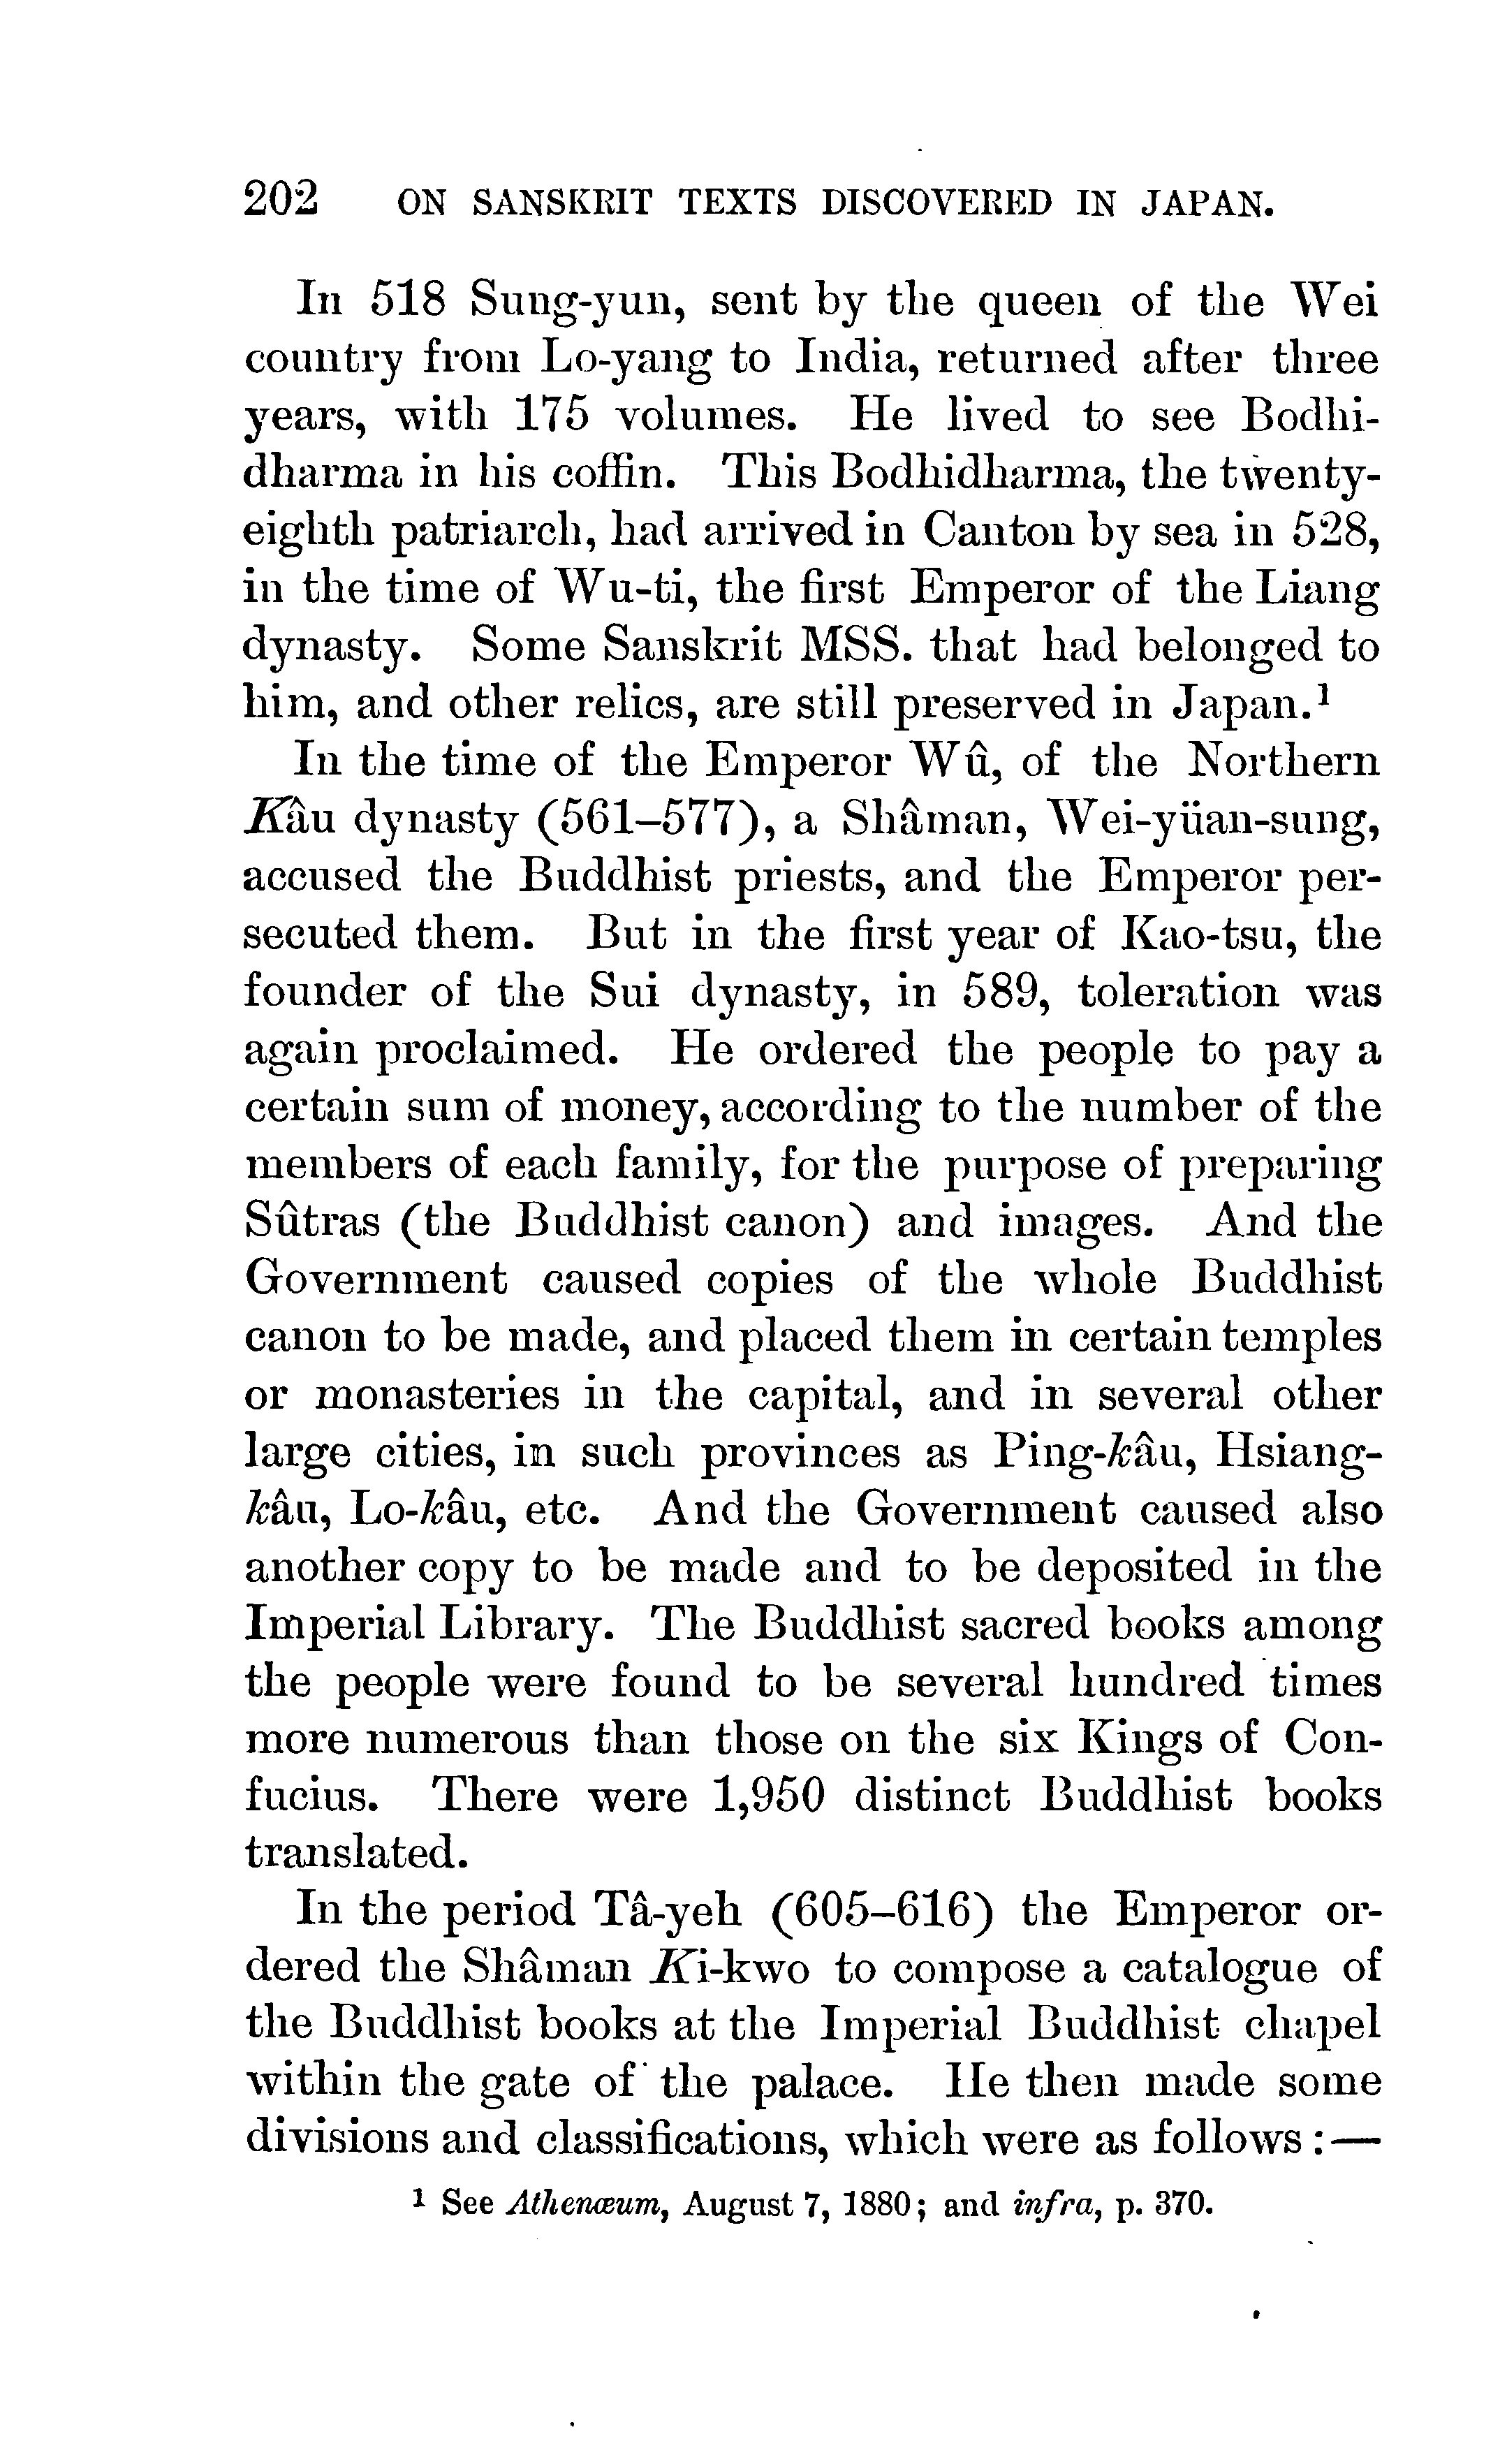 202 ON SANSKRIT TEXTS DISCOVERED IN JAPAN.
In 518 Sung-yun, sent by the queen of the Wei
country from Lo-yang to India, returned after three
years, with 175 volumes. He lived to see Bodhi-
dharma in his coffin. This Bodhidharma, the twenty-
eighth patriarch, had arrived in Canton by sea in 528,
in the time of Wu-ti, the first Emperor of the Liang
dynasty. Some Sanskrit MSS. that had belonged to
him, and other relics, are still preserved in Japan.¹
In the time of the Emperor Wû, of the Northern
Kâu dynasty (561–577), a Shâman, Wei-yüan-sung,
accused the Buddhist priests, and the Emperor per-
secuted them. But in the first year of Kao-tsu, the
founder of the Sui dynasty, in 589, toleration was
again proclaimed. He ordered the people to pay a
certain sum of money, according to the number of the
members of each family, for the purpose of preparing
Sûtras (the Buddhist canon) and images. And the
Government caused copies of the whole Buddhist
canon to be made, and placed them in certain temples
or monasteries in the capital, and in several other
large cities, in such provinces as Ping-kâu, Hsiang-
kâu, Lo-kâu, etc. And the Government caused also
another copy to be made and to be deposited in the
Imperial Library. The Buddhist sacred books among
the people were found to be several hundred times
more numerous than those on the six Kings of Con-
fucius. There were 1,950 distinct Buddhist books
translated.
In the period Tâ-yeh (605–616) the Emperor or-
dered the Shâman Ki-kwo to compose a catalogue of
the Buddhist books at the Imperial Buddhist chapel
within the gate of the palace. He then made some
divisions and classifications, which were as follows :—
¹ See Athenæum, August 7, 1880; and infra, p. 370.